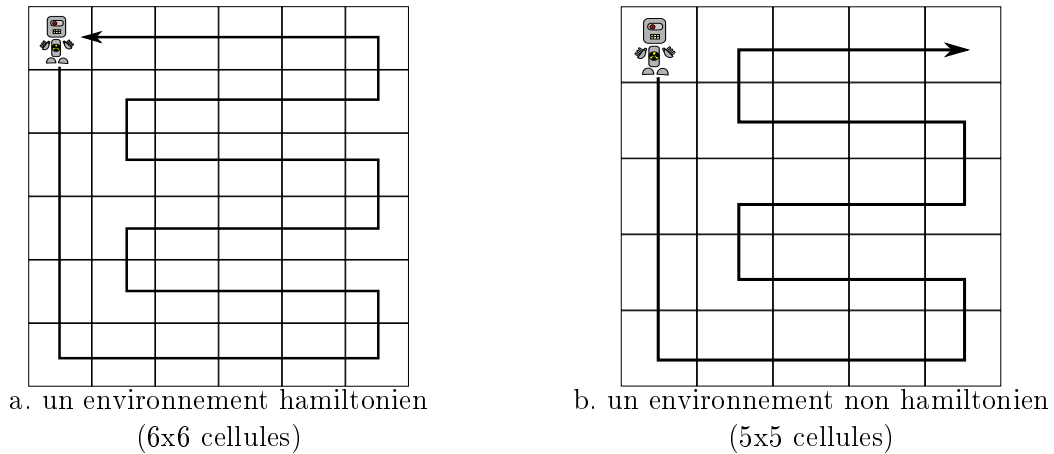 a. un environnement hamiltonien
(6x6 cellules)
b. un environnement non hamiltonien
(5x5 cellules)